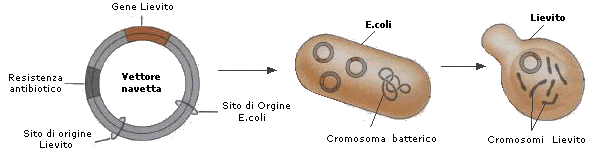 Gene Lievito
Resistenza
antibiotico
Vettore
navetta
Sito di origine
Lievito
Sito di Orgine
E.coli
E.coli
Cromosoma batterico
Lievito
Cromosomi Lievito